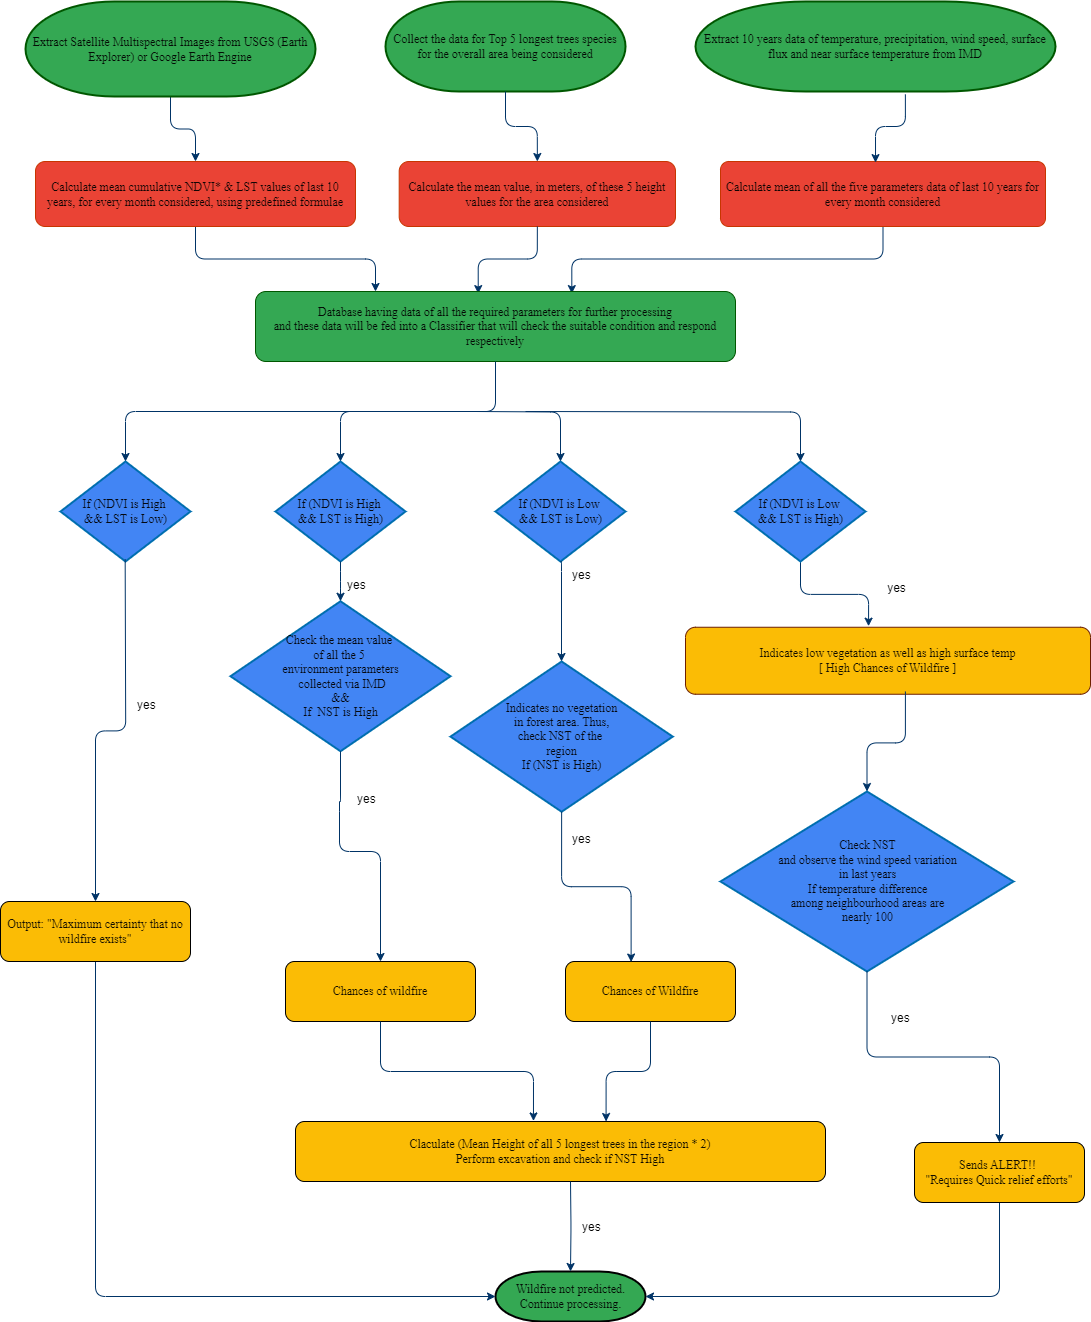 Extract Satellite Multispectral Images from USGS (Earth
Explorer) or Google Earth Engine
Collect the data for Top 5 longest trees species
for the overall area being considered
Extract 10 years data of temperature, precipitation, wind speed, surface
flux and near surface temperature from IMD
Calculate mean cumulative NDVI* & LST values of last 10
years, for every month considered, using predefined formulae
Calculate the mean value, in meters, of these 5 height
values for the area considered
Calculate mean of all the five parameters data of last 10 years for
every month considered
Database having data of all the required parameters for further processing
and these data will be fed into a Classifier that will check the suitable condition and respond
respectively
If (NDVI is High
&& LST is Low)
If (NDVI is High
&& LST is High)
If (NDVI is Low
&& LST is Low)
If (NDVI is Low
&& LST is High)
yes
yes
yes
Check the mean value
of all the 5
environment parameters
collected via IMD
&&
If NST is High
Indicates low vegetation as well as high surface temp
[ High Chances of Wildfire ]
yes
Indicates no vegetation
in forest area. Thus,
check NST of the
region
If (NST is High)
yes
yes
Check NST
and observe the wind speed variation
in last years
If temperature difference
among neighbourhood areas are
nearly 100
Output: "Maximum certainty that no
wildfire exists"
Chances of wildfire
Chances of Wildfire
yes
Claculate (Mean Height of all 5 longest trees in the region * 2)
Perform excavation and check if NST High
Sends ALERT!!
"Requires Quick relief efforts"
yes
Wildfire not predicted.
Continue processing.